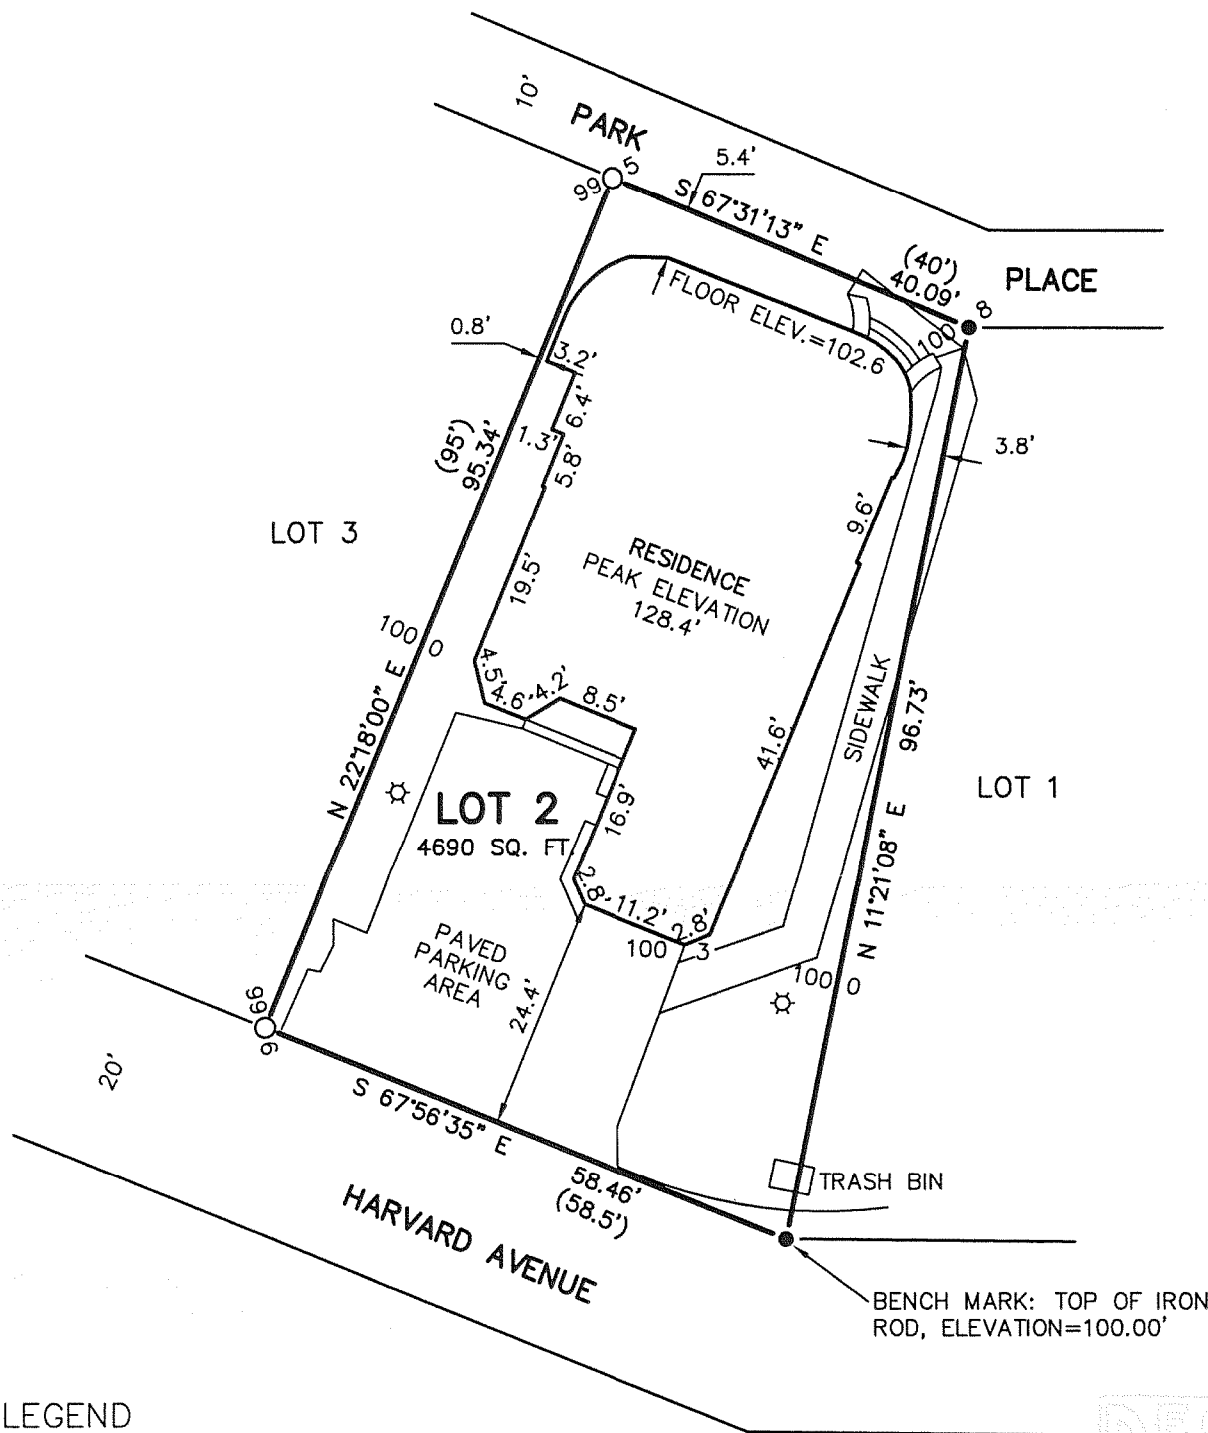 10'
PARK
5.4'
99 5
S 67°31'13" E
(40')
40.09'
PLACE
100 8
FLOOR ELEV.=102.6
0.8'
3.2'
6.4'
1.3'
5.8'
(95')
95.34'
3.8'
9.6'
LOT 3
RESIDENCE
PEAK ELEVATION
128.4'
19.5'
100 0
4.5'
4.6'
4.2'
8.5'
SIDEWALK
96.73'
41.6'
N 22°18'00" E
LOT 1
LOT 2
4690 SQ. FT.
16.9'
N 11°21'08" E
2.8'
11.2'
2.8'
100 3
PAVED
PARKING
AREA
24.4'
100 0
99 9
20'
S 67°56'35" E
58.46'
(58.5')
TRASH BIN
HARVARD AVENUE
BENCH MARK: TOP OF IRON
ROD, ELEVATION=100.00'
LEGEND